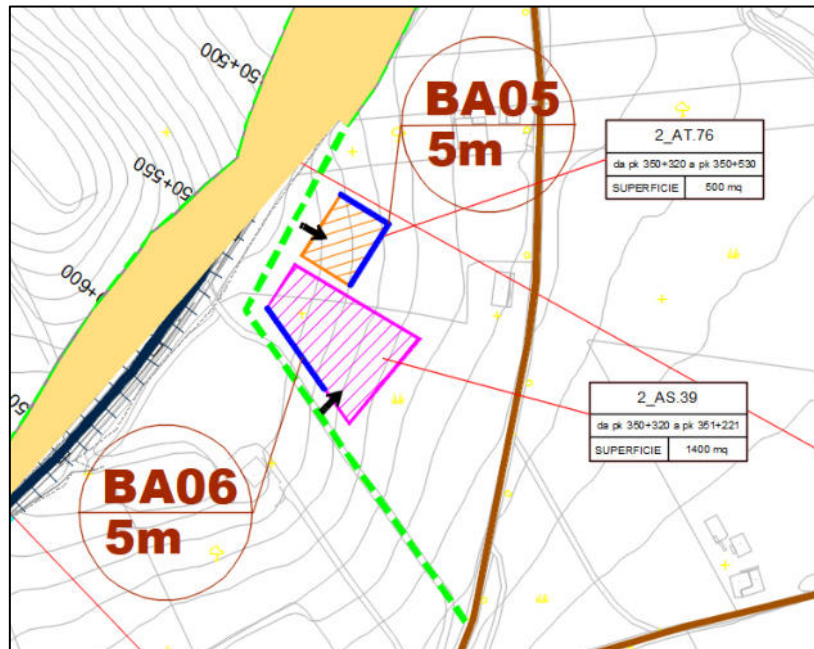 50+500
BA05
5m
2_AT.76
da pk 350+320 a pk 350+530
SUPERFICIE 500 mq
50+550
50+600
2_AS.39
da pk 350+320 a pk 351+221
SUPERFICIE 1400 mq
50
BA06
5m